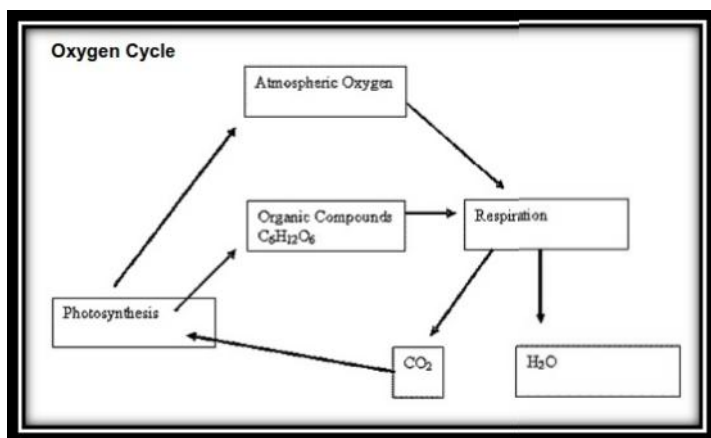 Oxygen Cycle
Atmospheric Oxygen
Organic Compounds
C₆H₁₂O₆
Respiration
Photosynthesis
CO₂
H₂O